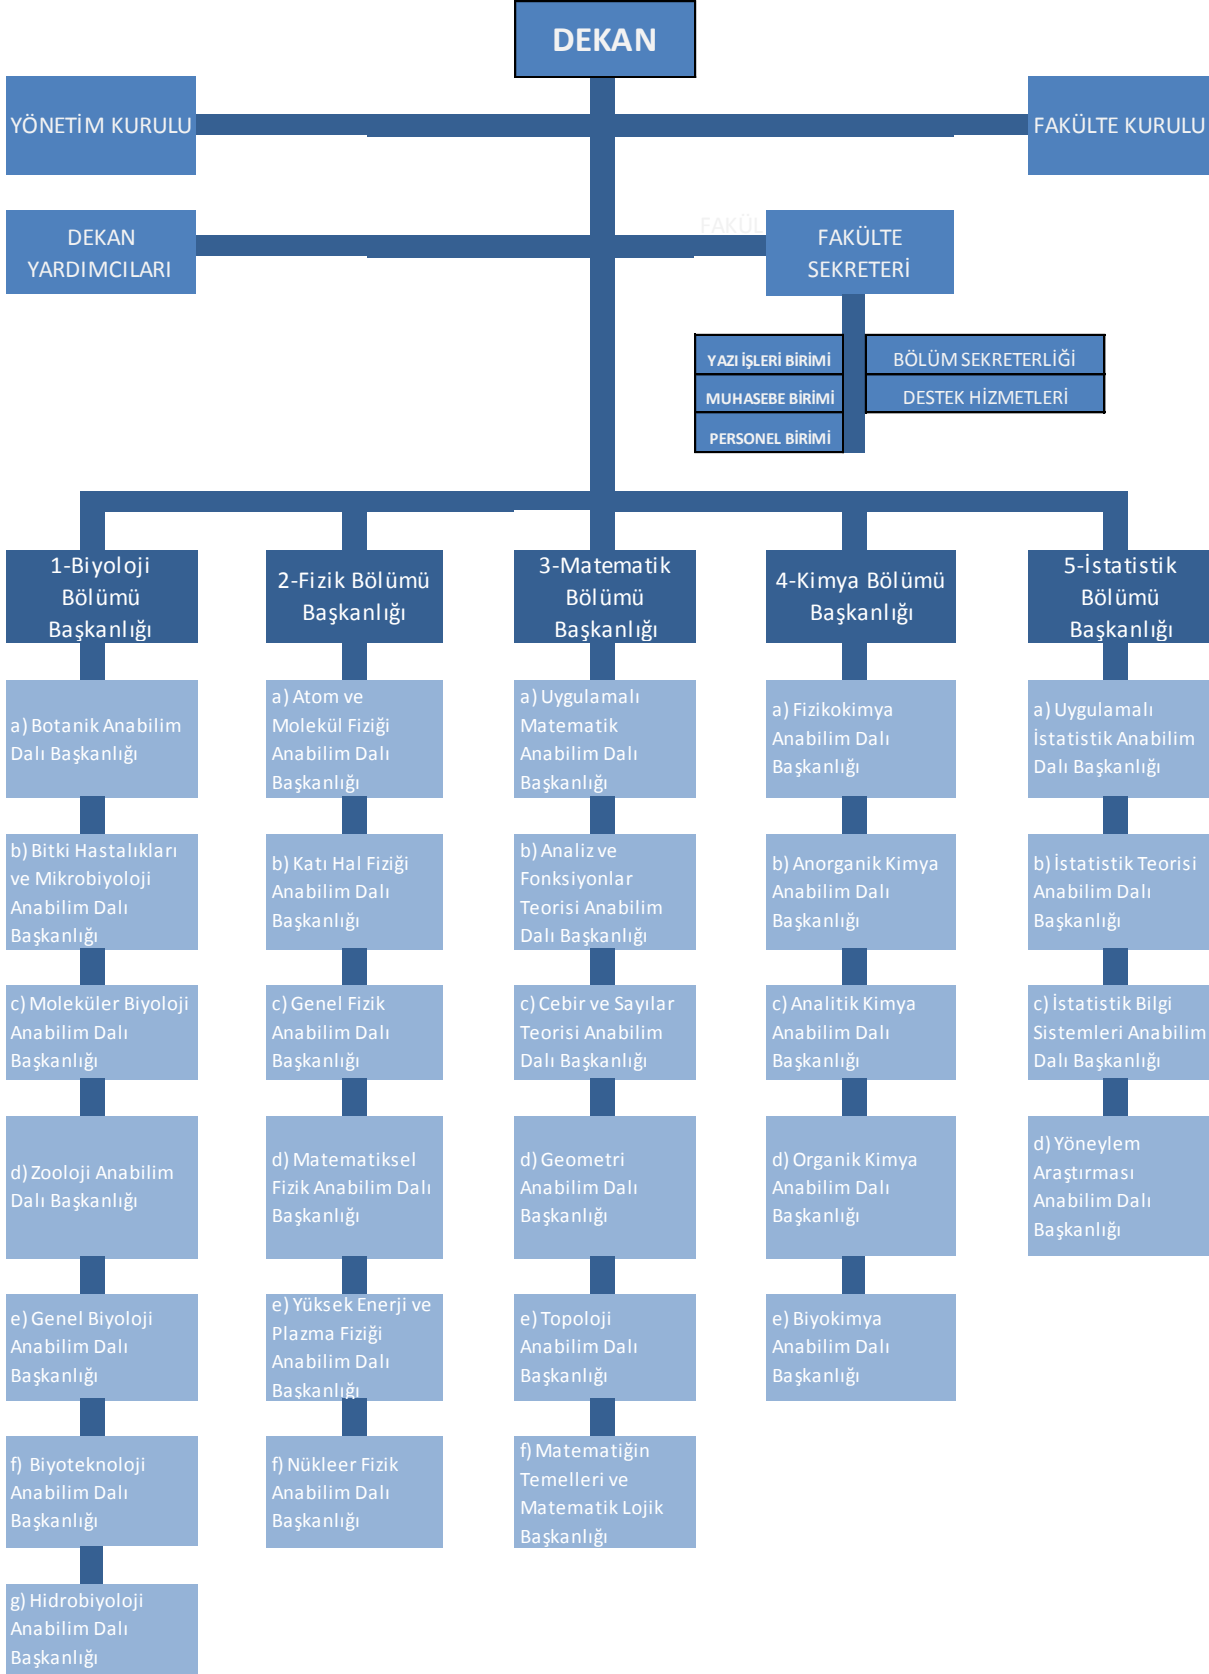 DEKAN
YÖNETİM KURULU
FAKÜLTE KURULU
DEKAN
YARDIMCILARI
FAKÜL
FAKÜLTE
SEKRETERİ
YAZI İŞLERİ BİRİMİ
BÖLÜM SEKRETERLİĞİ
MUHASEBE BİRİMİ
DESTEK HİZMETLERİ
PERSONEL BİRİMİ
1-Biyoloji
Bölümü
Başkanlığı
2-Fizik Bölümü
Başkanlığı
3-Matematik
Bölümü
Başkanlığı
4-Kimya Bölümü
Başkanlığı
5-İstatistik
Bölümü
Başkanlığı
a) Botanik Anabilim
Dalı Başkanlığı
b) Bitki Hastalıkları
ve Mikrobiyoloji
Anabilim Dalı
Başkanlığı
c) Moleküler Biyoloji
Anabilim Dalı
Başkanlığı
d) Zooloji Anabilim
Dalı Başkanlığı
e) Genel Biyoloji
Anabilim Dalı
Başkanlığı
f) Biyoteknoloji
Anabilim Dalı
Başkanlığı
g) Hidrobiyoloji
Anabilim Dalı
Başkanlığı
a) Atom ve
Molekül Fiziği
Anabilim Dalı
Başkanlığı
b) Katı Hal Fiziği
Anabilim Dalı
Başkanlığı
c) Genel Fizik
Anabilim Dalı
Başkanlığı
d) Matematiksel
Fizik Anabilim Dalı
Başkanlığı
e) Yüksek Enerji ve
Plazma Fiziği
Anabilim Dalı
Başkanlığı
f) Nükleer Fizik
Anabilim Dalı
Başkanlığı
a) Uygulamalı
Matematik
Anabilim Dalı
Başkanlığı
b) Analiz ve
Fonksiyonlar
Teorisi Anabilim
Dalı Başkanlığı
c) Cebir ve Sayılar
Teorisi Anabilim
Dalı Başkanlığı
d) Geometri
Anabilim Dalı
Başkanlığı
e) Topoloji
Anabilim Dalı
Başkanlığı
f) Matematiğin
Temelleri ve
Matematik Lojik
Başkanlığı
a) Fizikokimya
Anabilim Dalı
Başkanlığı
b) Anorganik Kimya
Anabilim Dalı
Başkanlığı
c) Analitik Kimya
Anabilim Dalı
Başkanlığı
d) Organik Kimya
Anabilim Dalı
Başkanlığı
e) Biyokimya
Anabilim Dalı
Başkanlığı
a) Uygulamalı
İstatistik Anabilim
Dalı Başkanlığı
b) İstatistik Teorisi
Anabilim Dalı
Başkanlığı
c) İstatistik Bilgi
Sistemleri Anabilim
Dalı Başkanlığı
d) Yöneylem
Araştırması
Anabilim Dalı
Başkanlığı